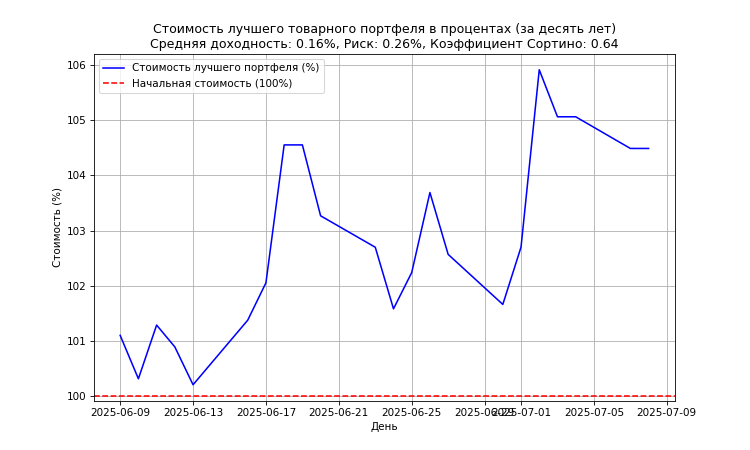 Стоимость лучшего товарного портфеля в процентах (за десять лет)
Средняя доходность: 0.16%, Риск: 0.26%, Коэффициент Сортино: 0.64
Стоимость лучшего портфеля (%)
Начальная стоимость (100%)
Стоимость (%)
106
105
104
103
102
101
100
2025-06-09 2025-06-13 2025-06-17 2025-06-21 2025-06-25 2025-06-29 2025-07-01 2025-07-05 2025-07-09
День